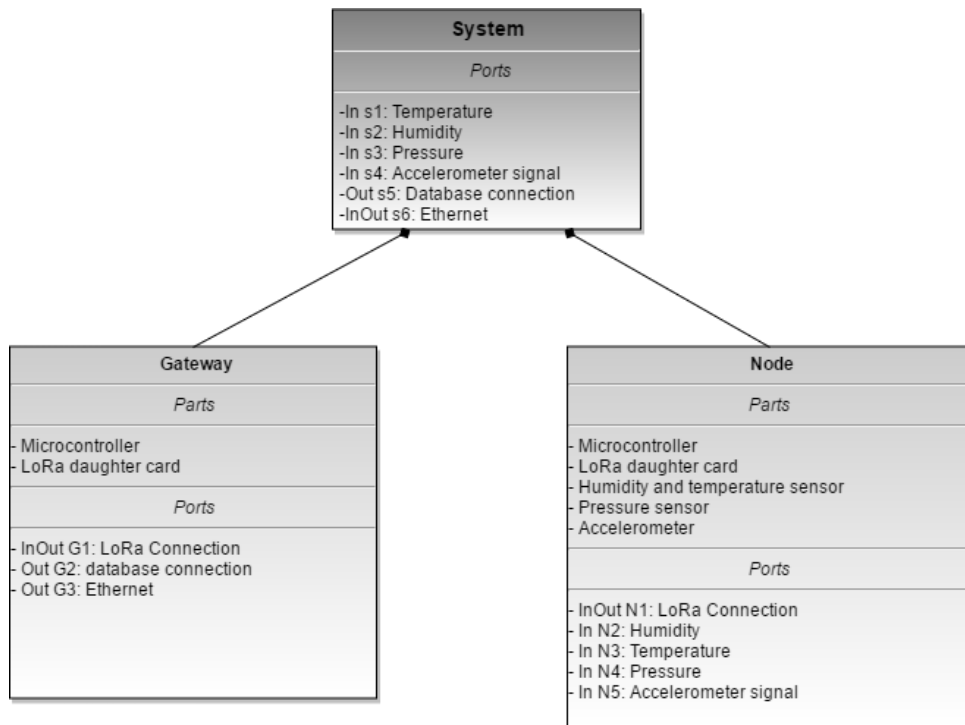 System
Ports
-In s1: Temperature
-In s2: Humidity
-In s3: Pressure
-In s4: Accelerometer signal
-Out s5: Database connection
-InOut s6: Ethernet
Gateway
Parts
- Microcontroller
- LoRa daughter card
Ports
- InOut G1: LoRa Connection
- Out G2: database connection
- Out G3: Ethernet
Node
Parts
- Microcontroller
- LoRa daughter card
- Humidity and temperature sensor
- Pressure sensor
- Accelerometer
Ports
- InOut N1: LoRa Connection
- In N2: Humidity
- In N3: Temperature
- In N4: Pressure
- In N5: Accelerometer signal